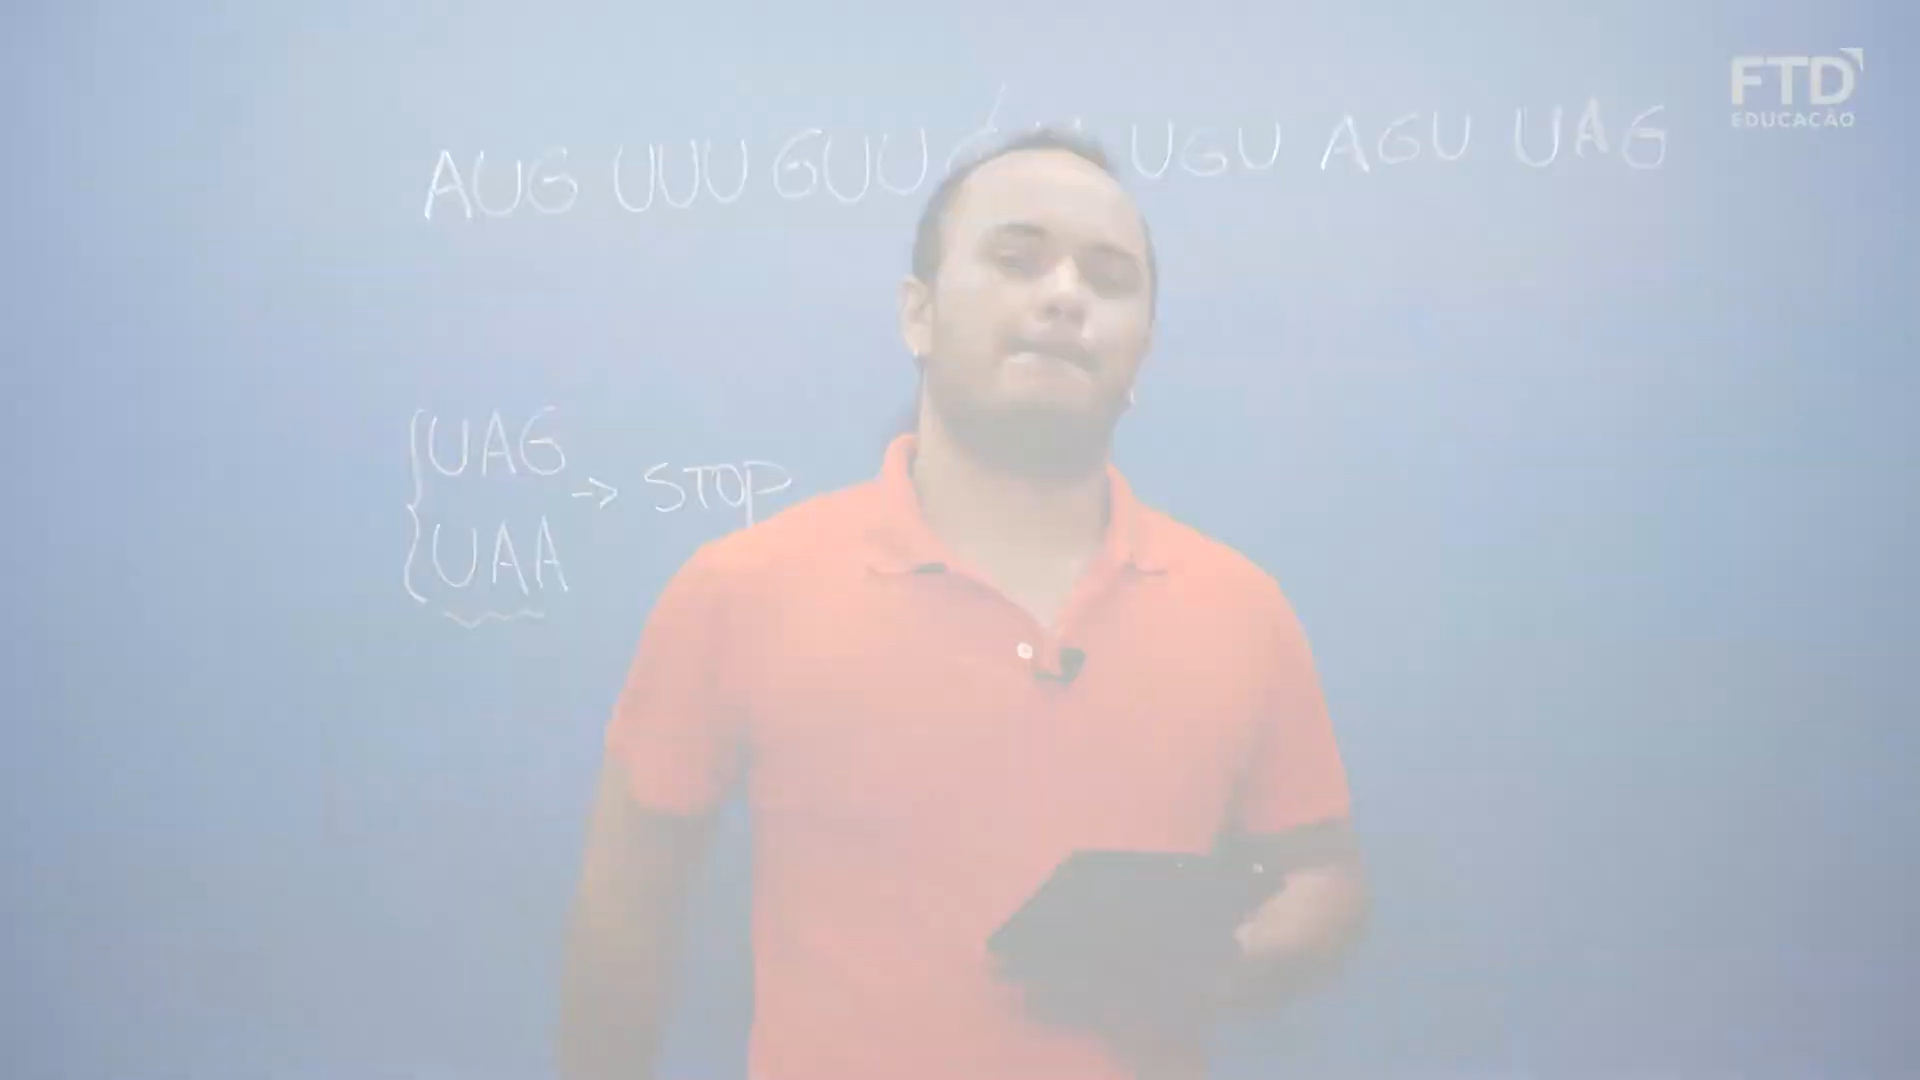 AUG UUU GUU UGU AGU UAG
UAG
UAA
-> STOP
FTD
EDUCAÇÃO